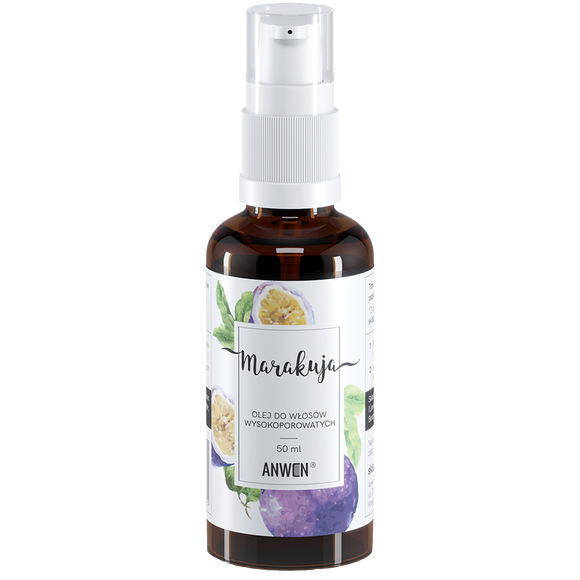 Marakuja
OLEJ DO WŁOSÓW
WYSOKOPOROWATYCH
50 ml
ANWEN®